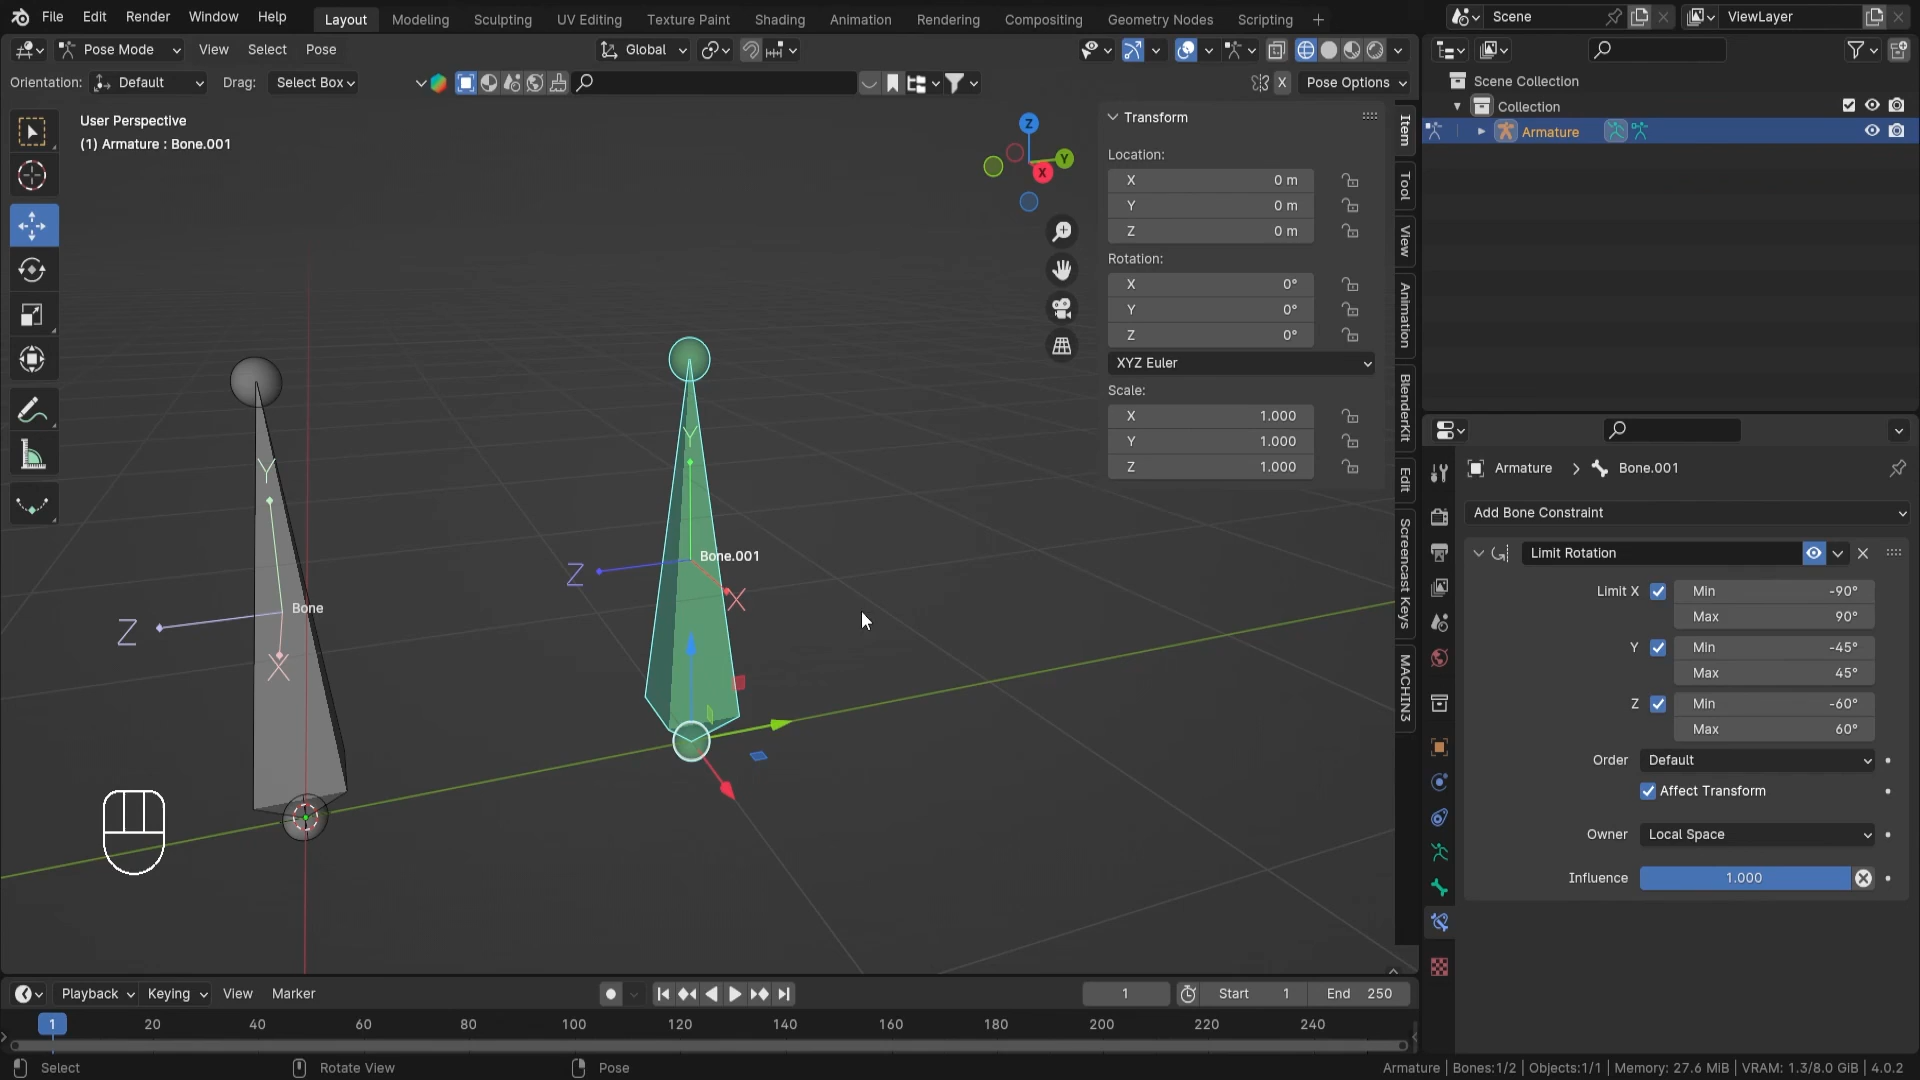 File Edit Render Window Help Layout Modeling Sculpting UV Editing Texture Paint Shading Animation Rendering Compositing Geometry Nodes Scripting Scene ViewLayer
Pose Mode View Select Pose Global
Orientation: Default Drag: Select Box X Pose Options
User Perspective
(1) Armature : Bone.001
Z
Y
X
Y
Z
X
Bone
Y
Z
X
Bone.001
Transform
Location:
X 0 m
Y 0 m
Z 0 m
Rotation:
X 0°
Y 0°
Z 0°
XYZ Euler
Scale:
X 1.000
Y 1.000
Z 1.000
Item
Tool
View
Animation
BlenderKit
Edit
Screencast Keys
MACHIN3
Scene Collection
Collection
Armature
Armature > Bone.001
Add Bone Constraint
Limit Rotation
Limit X Min -90°
Max 90°
Y Min -45°
Max 45°
Z Min -60°
Max 60°
Order Default
Affect Transform
Owner Local Space
Influence 1.000
Playback Keying View Marker 1 Start 1 End 250
1 20 40 60 80 100 120 140 160 180 200 220 240
Select Rotate View Pose Armature | Bones:1/2 | Objects:1/1 | Memory: 27.6 MiB | VRAM: 1.3/8.0 GiB | 4.0.2